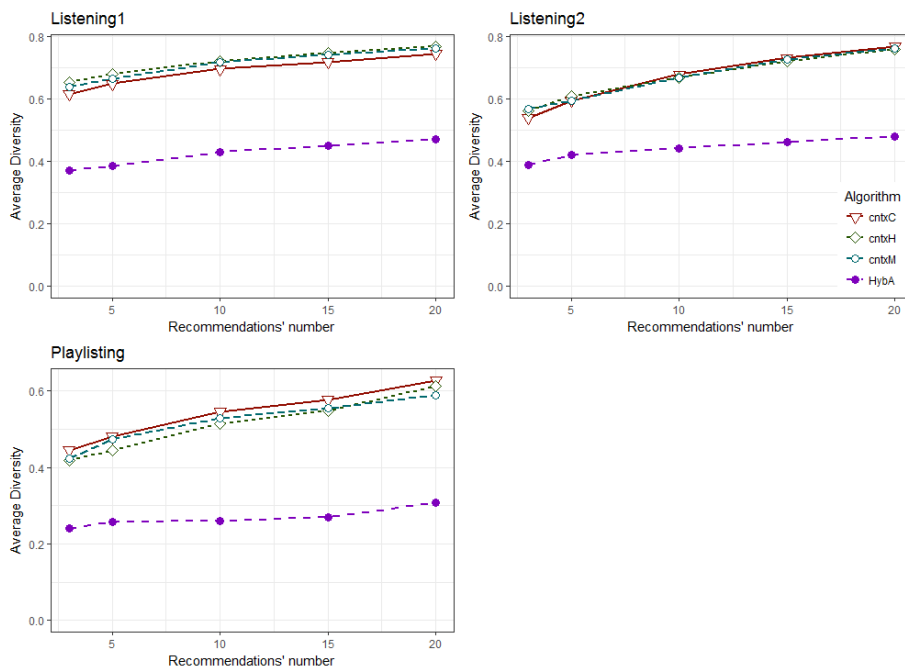 Listening1
0.8
0.6
0.4
0.2
0.0
Average Diversity
5 10 15 20
Recommendations' number
Listening2
0.8
0.6
0.4
0.2
0.0
Average Diversity
5 10 15 20
Recommendations' number
Algorithm
cntxC
cntxH
cntxM
HybA
Playlisting
0.6
0.4
0.2
0.0
Average Diversity
5 10 15 20
Recommendations' number